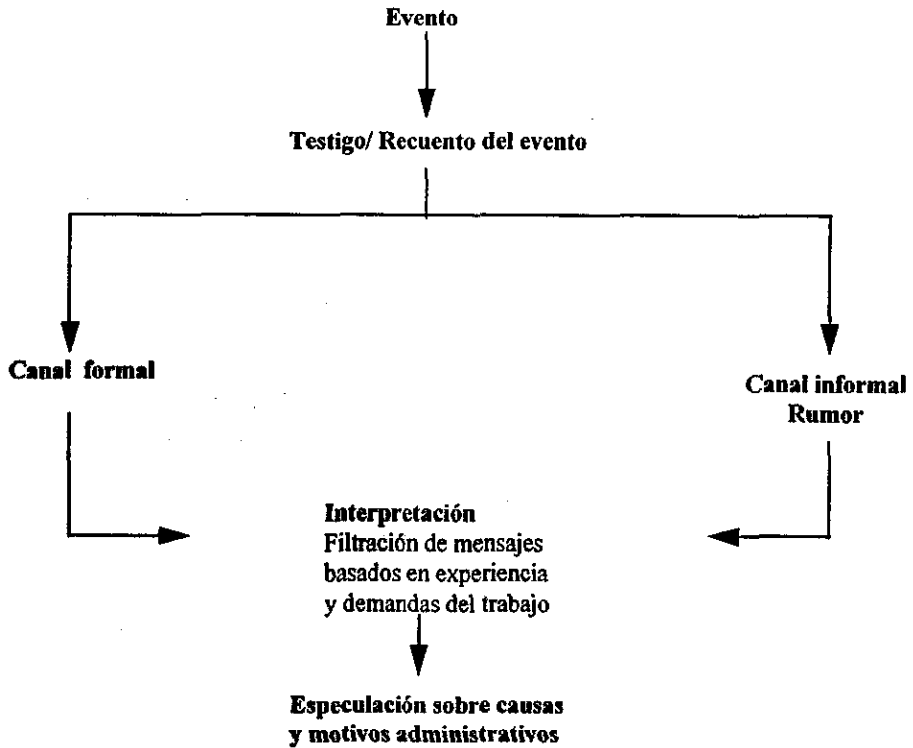 Evento
Testigo/ Recuento del evento
Canal formal
Canal informal
Rumor
Interpretación
Filtración de mensajes
basados en experiencia
y demandas del trabajo
Especulación sobre causas
y motivos administrativos